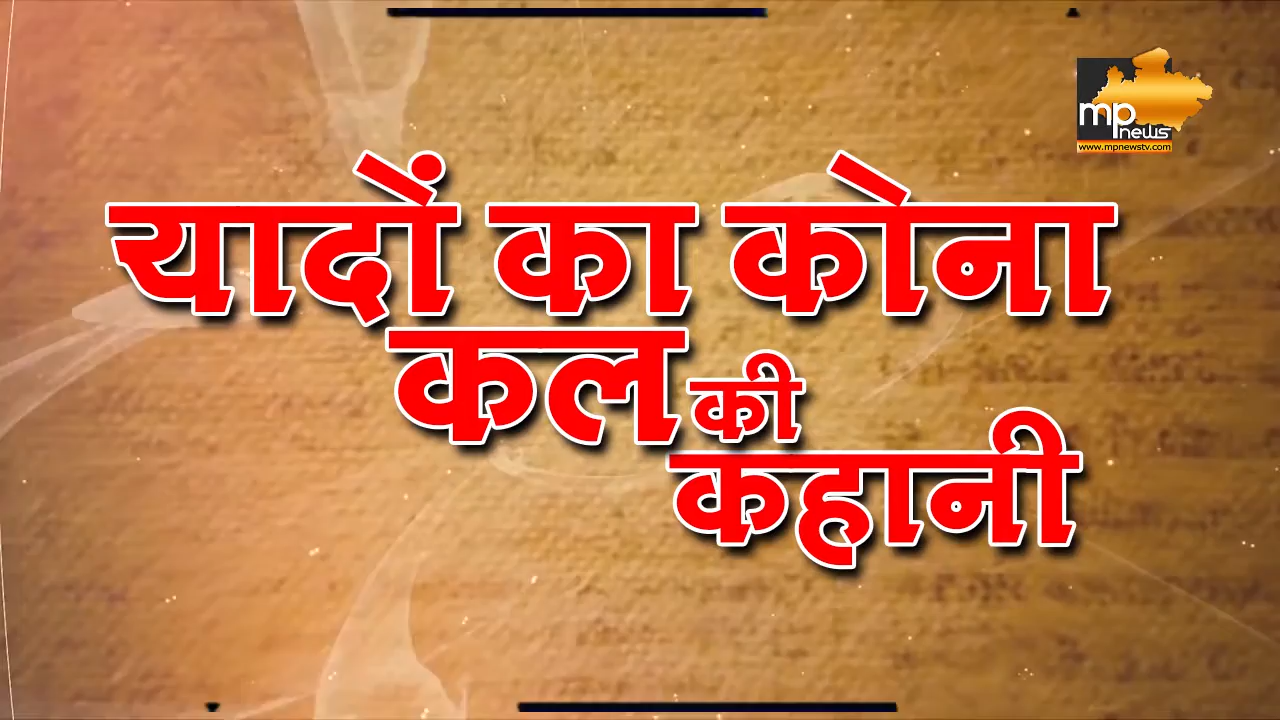 mp
news
www.mpnewstv.com
यादों का कोना
कल की
कहानी